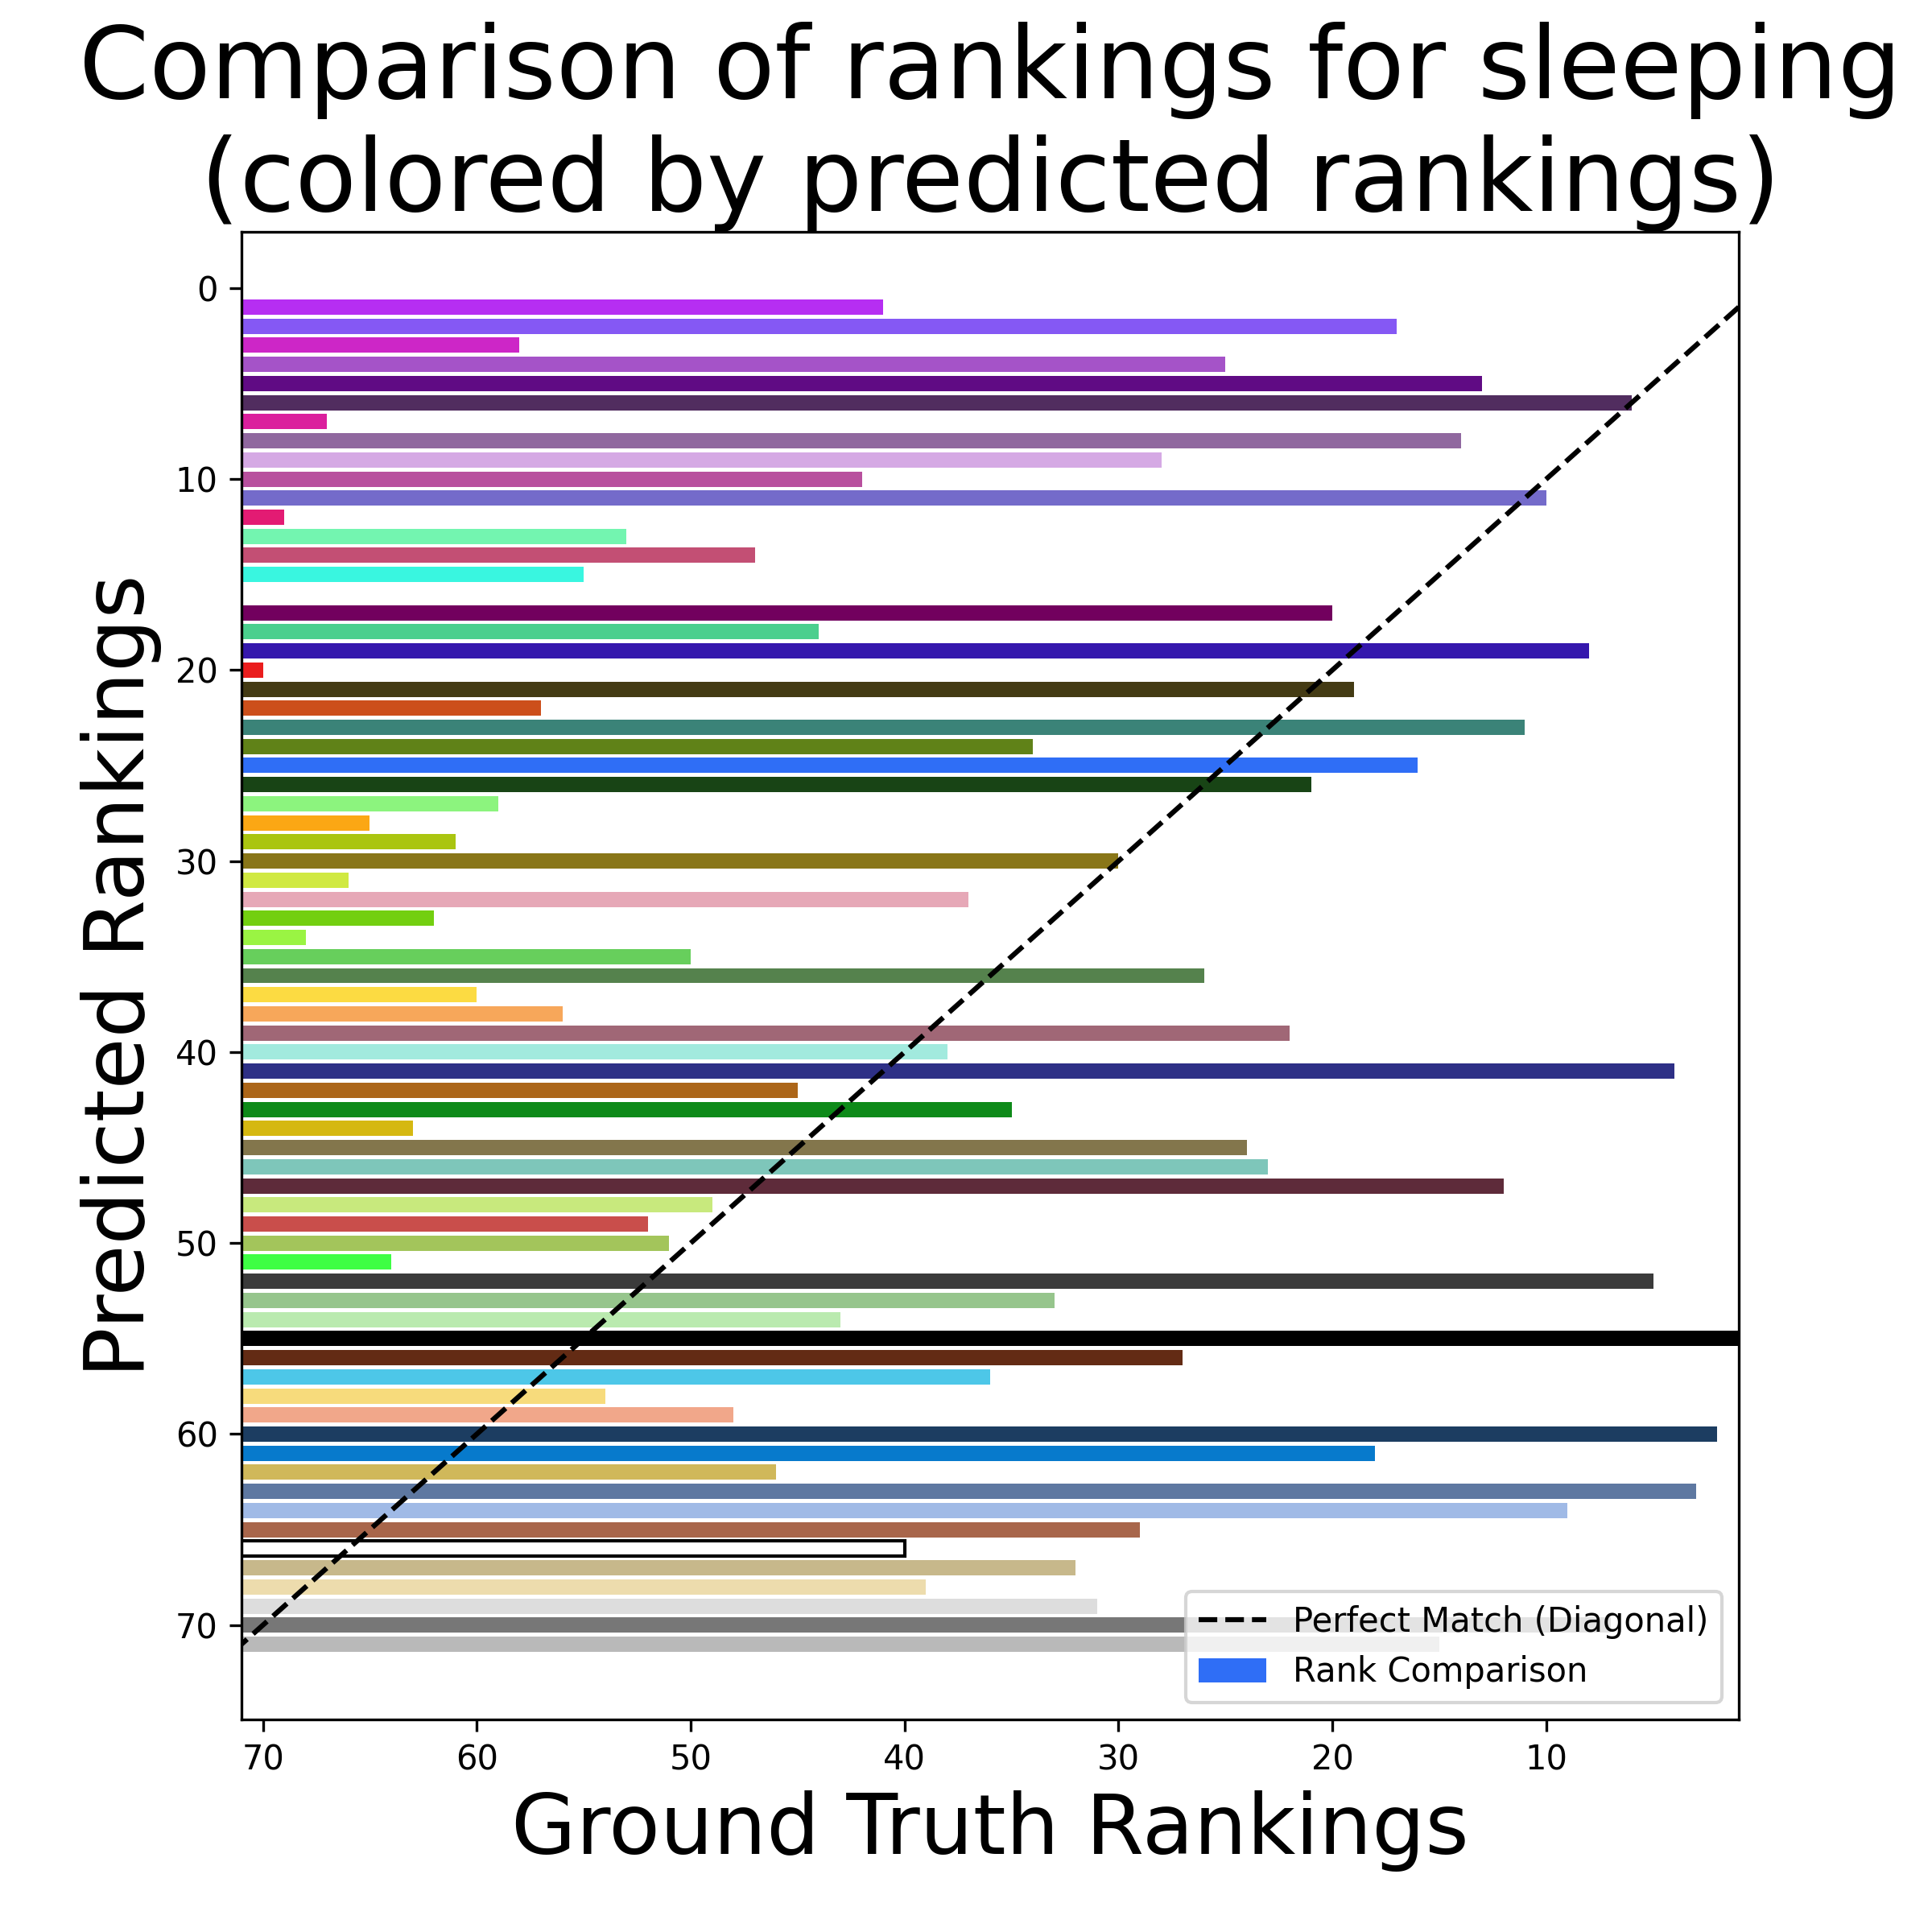 Comparison of rankings for sleeping
(colored by predicted rankings)
Predicted Rankings
0
10
20
30
40
50
60
70
Perfect Match (Diagonal)
Rank Comparison
70 60 50 40 30 20 10
Ground Truth Rankings